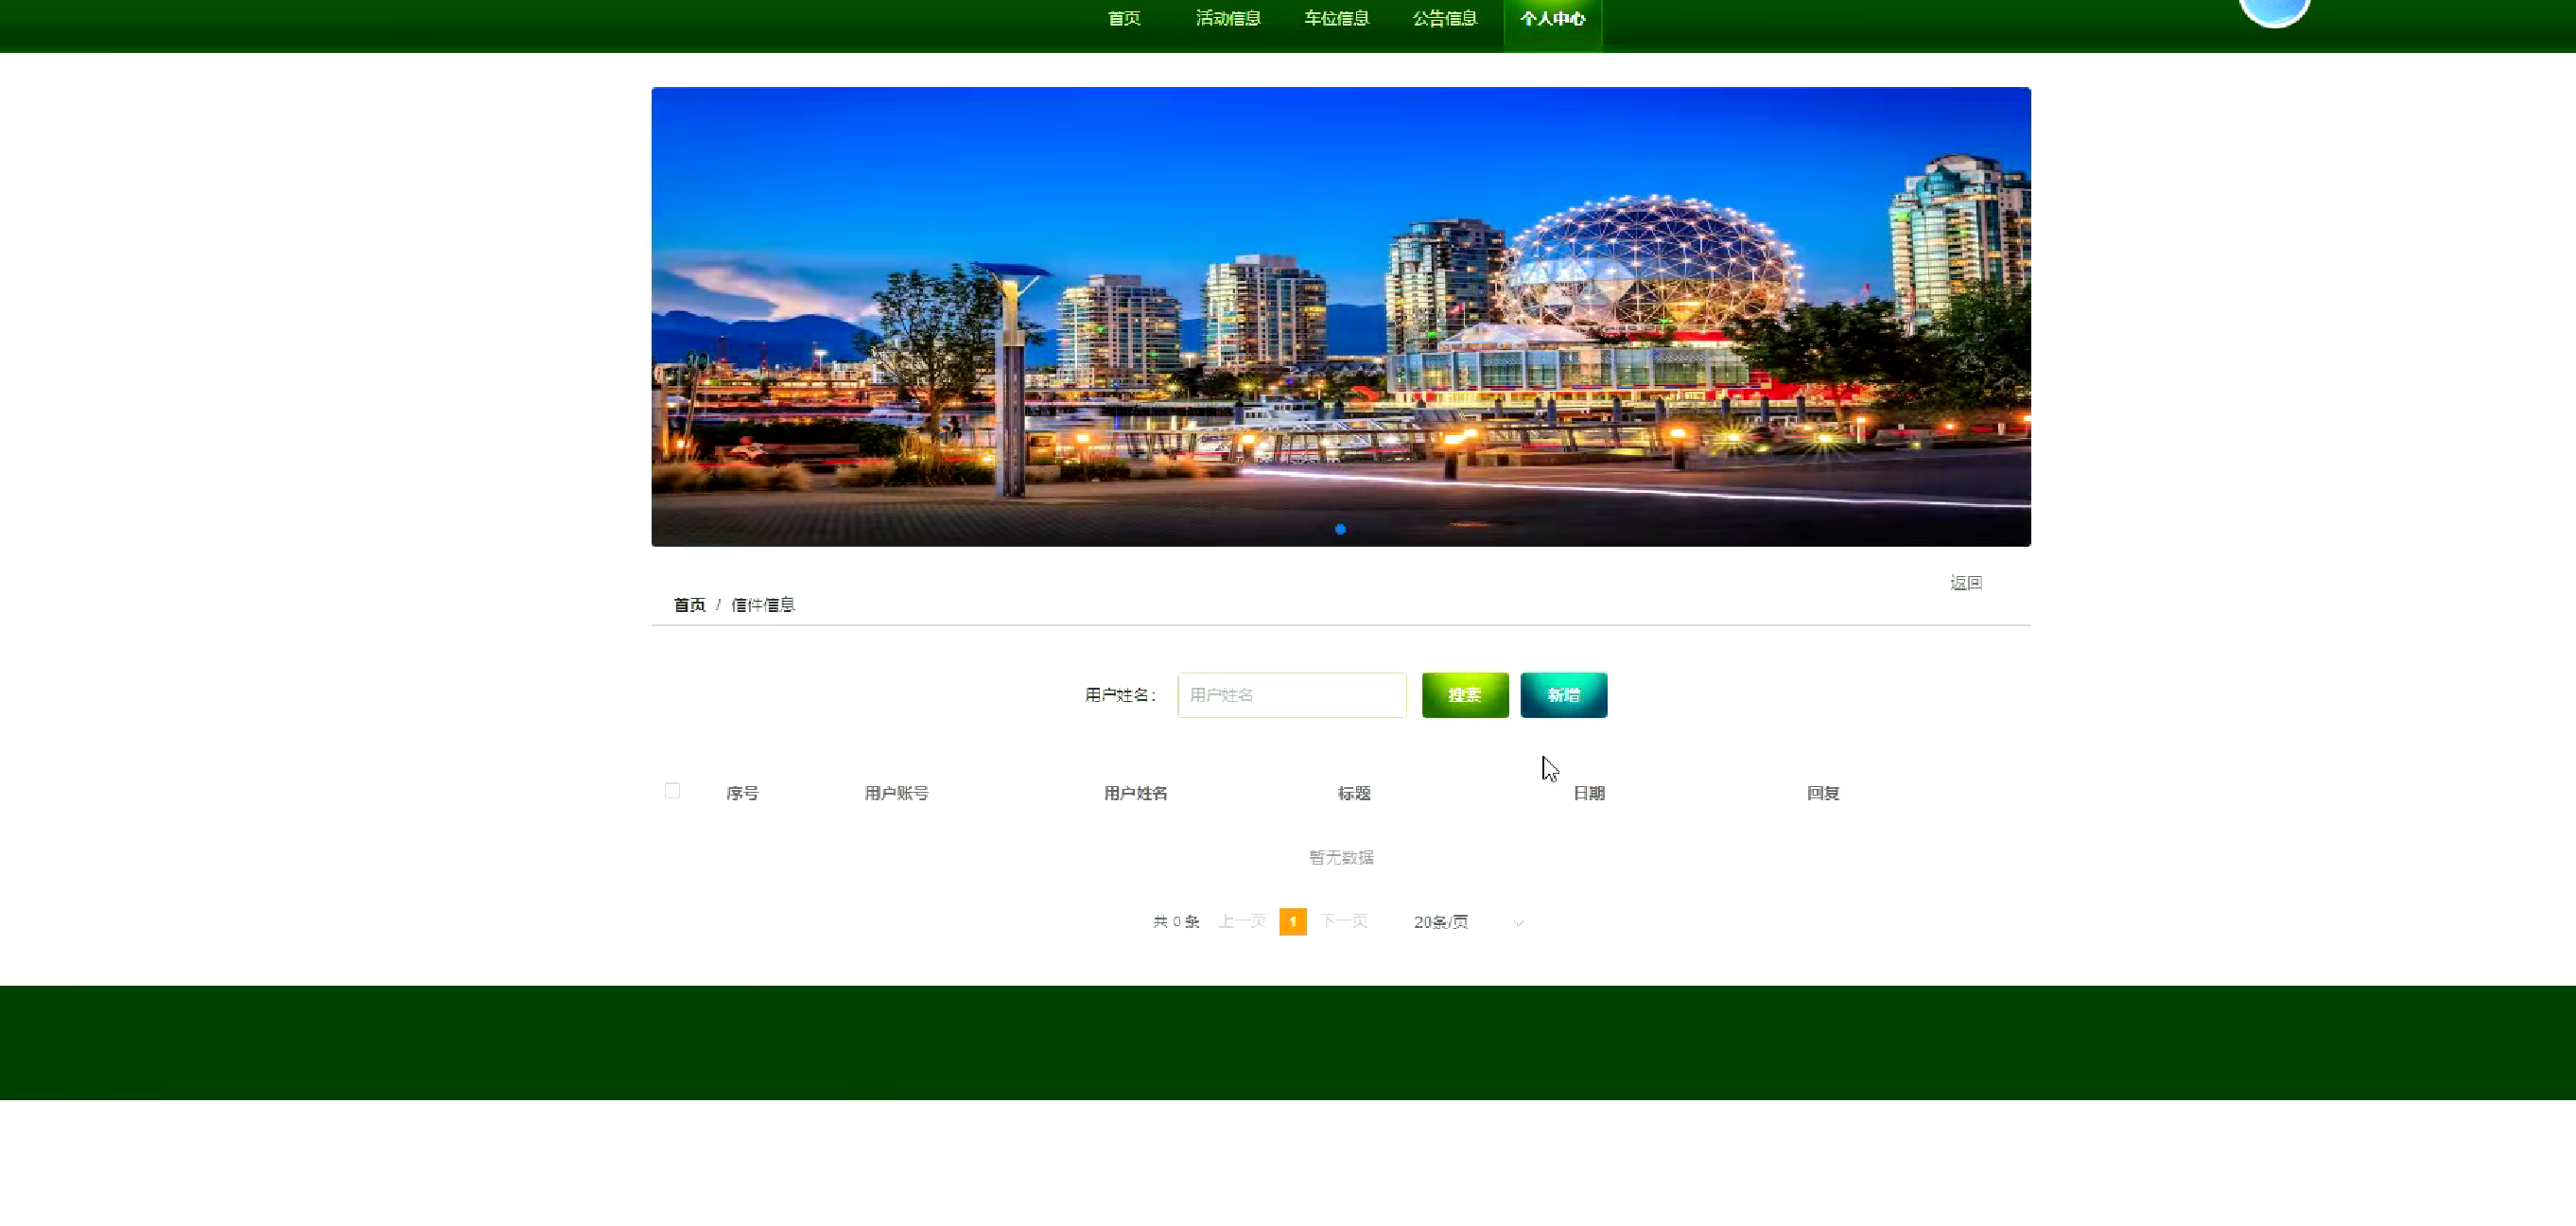 首页 活动信息 车位信息 公告信息 个人中心
返回
首页 / 信件信息
用户姓名： 用户姓名 搜索 新增
序号 用户账号 用户姓名 标题 日期 回复
暂无数据
共 0 条 上一页 1 下一页 20条/页